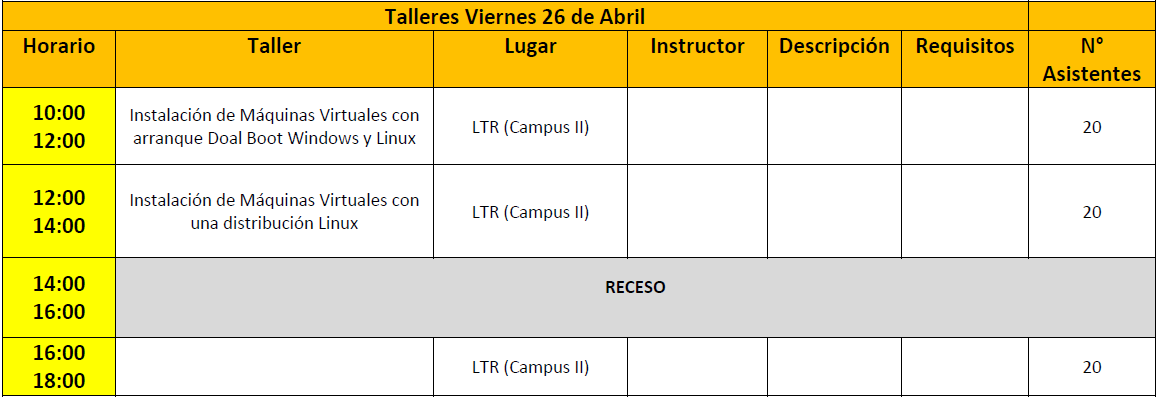 Talleres Viernes 26 de Abril
Horario Taller Lugar Instructor Descripción Requisitos N°
Asistentes
10:00
12:00
Instalación de Máquinas Virtuales con
arranque Doal Boot Windows y Linux
LTR (Campus II)
20
12:00
14:00
Instalación de Máquinas Virtuales con
una distribución Linux
LTR (Campus II)
20
14:00
16:00
RECESO
16:00
18:00
LTR (Campus II)
20